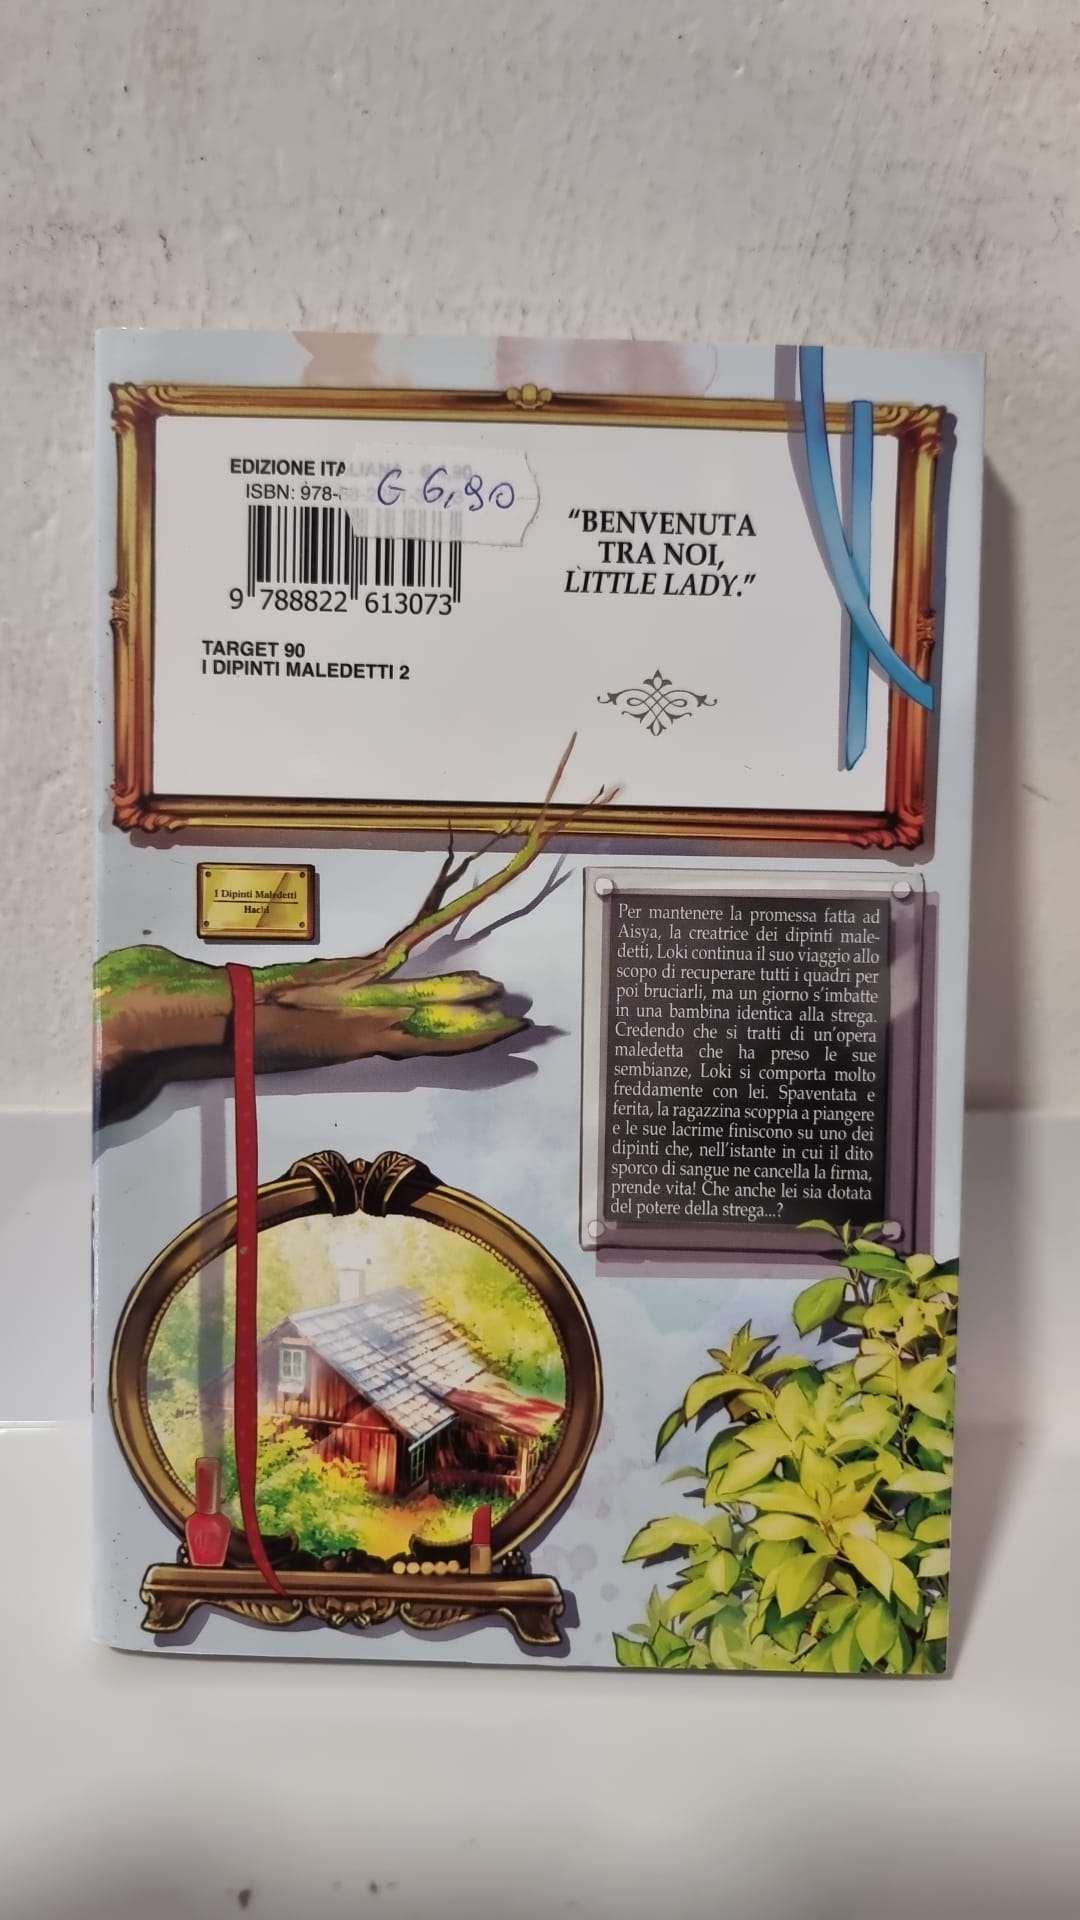 EDIZIONE ITALIANA
ISBN: 978-
€ 6,90
9 788822 613073
TARGET 90
I DIPINTI MALEDETTI 2
“BENVENUTA
TRA NOI,
LITTLE LADY.”
I Dipinti Maledetti
Hachi
Per mantenere la promessa fatta ad
Aisya, la creatrice dei dipinti male-
detti, Loki continua il suo viaggio allo
scopo di recuperare tutti i quadri per
poi bruciarli, ma un giorno s’imbatte
in una bambina identica alla strega.
Credendo che si tratti di un’opera
maledetta che ha preso le sue
sembianze, Loki si comporta molto
freddamente con lei. Spaventata e
ferita, la ragazzina scoppia a piangere
e le sue lacrime finiscono su uno dei
dipinti che, nell’istante in cui il dito
sporco di sangue ne cancella la firma,
prende vita! Che anche lei sia dotata
del potere della strega...?